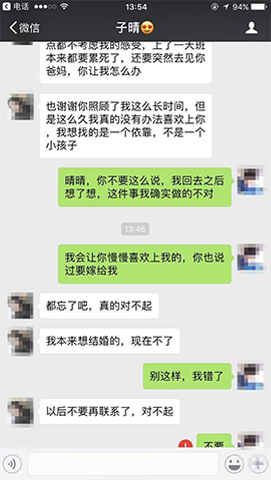 电话 13:54 94%
微信 子晴😍
点都不考虑我的感受，上了一天班
本来都要累死了，还要突然去见你
爸妈，你让我怎么办
也谢谢你照顾了我这么长时间，但
是这么久我真的没有办法喜欢上你
，我想找的是一个依靠，不是一个
小孩子
晴晴，你不要这么说，我回去之后
想了想，这件事我确实做的不对
13:46
我会让你慢慢喜欢上我的，你也说
过要嫁给我
都忘了吧，真的对不起
我本来想结婚的，现在不了
别这样，我错了
以后不要再联系了，对不起
不要